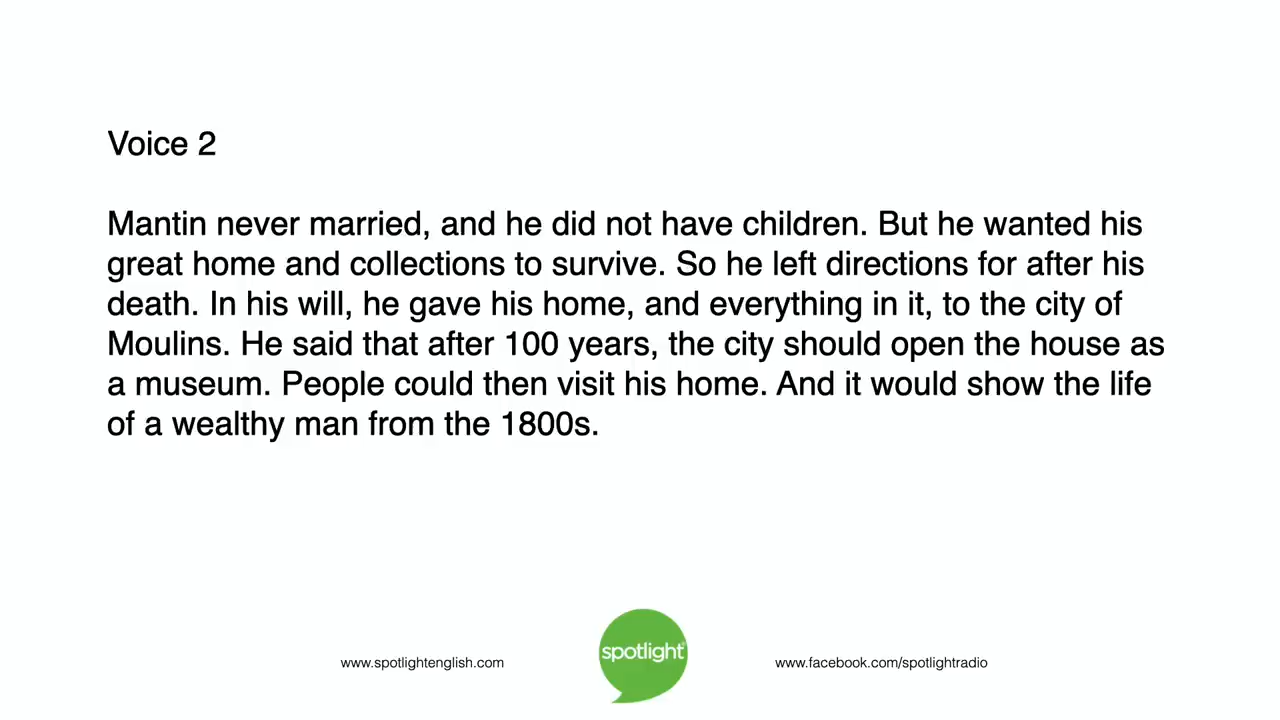 Voice 2
Mantin never married, and he did not have children. But he wanted his
great home and collections to survive. So he left directions for after his
death. In his will, he gave his home, and everything in it, to the city of
Moulins. He said that after 100 years, the city should open the house as
a museum. People could then visit his home. And it would show the life
of a wealthy man from the 1800s.
spotlight®
www.spotlightenglish.com
www.facebook.com/spotlightradio